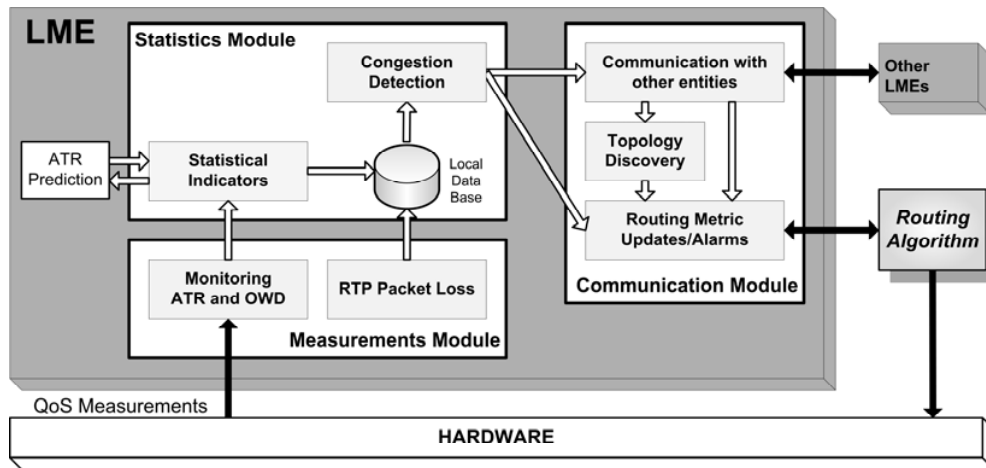 LME
Statistics Module
Congestion
Detection
ATR
Prediction
Statistical
Indicators
Local
Data
Base
Monitoring
ATR and OWD
RTP Packet Loss
Measurements Module
Communication with
other entities
Topology
Discovery
Routing Metric
Updates/Alarms
Communication Module
Other
LMEs
Routing
Algorithm
QoS Measurements
HARDWARE